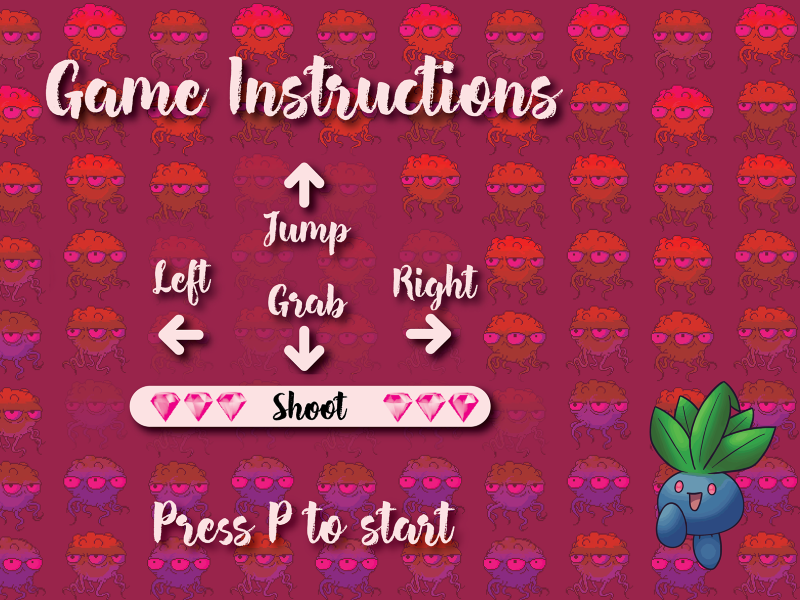 Game Instructions
Jump
Left
Grab
Right
Shoot
Press P to start